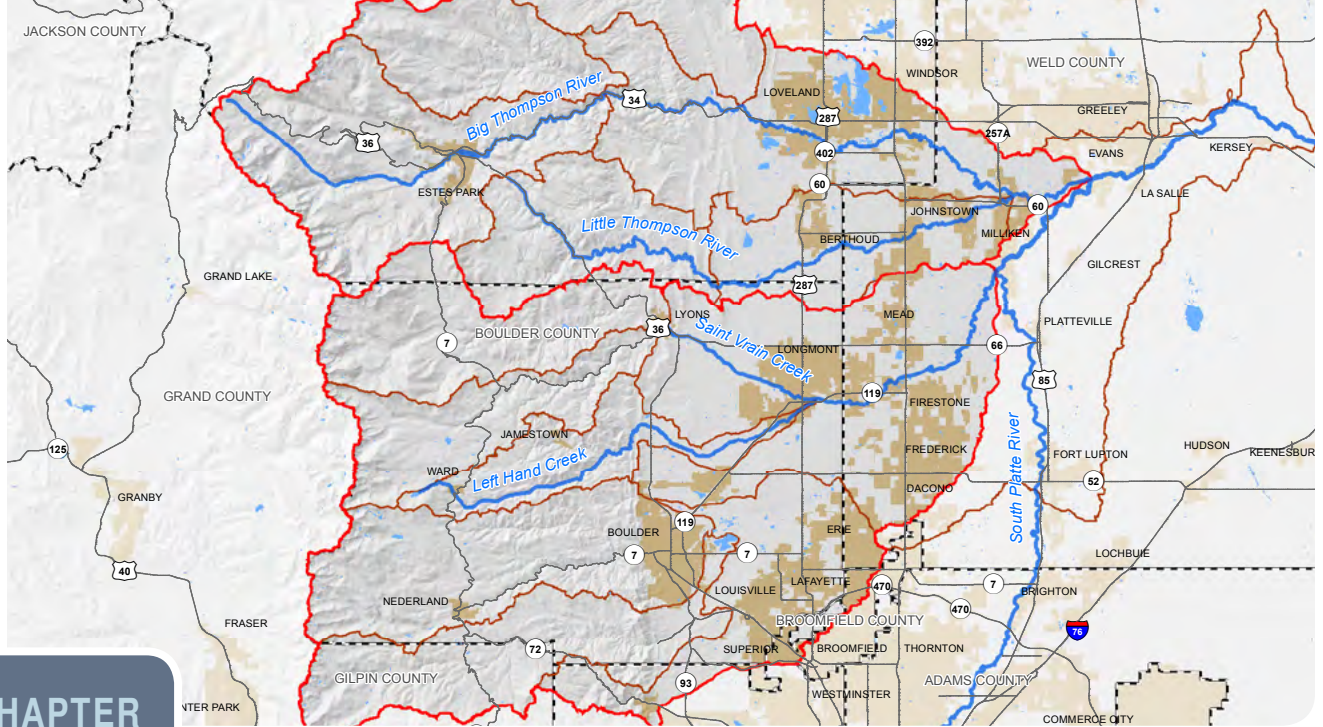 JACKSON COUNTY
392
WINDSOR
WELD COUNTY
Big Thompson River
34
LOVELAND
287
GREELEY
257A
36
402
EVANS
KERSEY
ESTES PARK
60
LA SALLE
60
JOHNSTOWN
Little Thompson River
BERTHOUD
MILLIKEN
GILCREST
GRAND LAKE
287
LYONS
MEAD
PLATTEVILLE
36
BOULDER COUNTY
7
Saint Vrain Creek
LONGMONT
66
85
GRAND COUNTY
119
FIRESTONE
JAMESTOWN
125
WARD
Left Hand Creek
FREDERICK
FORT LUPTON
HUDSON
KEENESBUR
52
GRANBY
DACONO
South Platte River
119
BOULDER
ERIE
7
7
LOCHBUIE
40
LAFAYETTE
470
7
LOUISVILLE
BRIGHTON
NEDERLAND
470
FRASER
BROOMFIELD COUNTY
76
72
SUPERIOR
BROOMFIELD
THORNTON
GILPIN COUNTY
93
ADAMS COUNTY
WESTMINSTER
HAPTER
NTER PARK
COMMERCE CITY